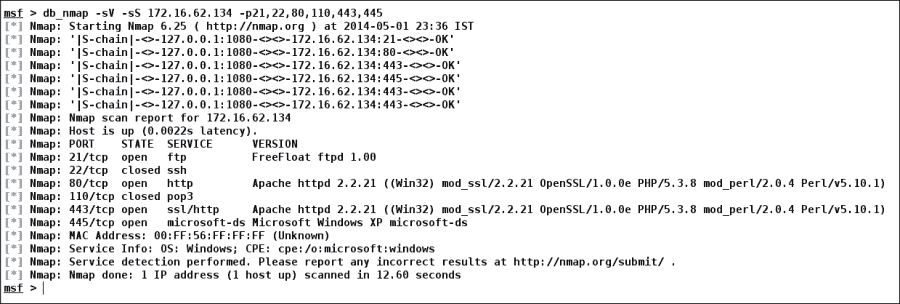 msf > db_nmap -sV -sS 172.16.62.134 -p21,22,80,110,443,445
[*] Nmap: Starting Nmap 6.25 ( http://nmap.org ) at 2014-05-01 23:36 IST
[*] Nmap: '|S-chain|-<>-127.0.0.1:1080-<><>-172.16.62.134:21-<><>-OK'
[*] Nmap: '|S-chain|-<>-127.0.0.1:1080-<><>-172.16.62.134:80-<><>-OK'
[*] Nmap: '|S-chain|-<>-127.0.0.1:1080-<><>-172.16.62.134:443-<><>-OK'
[*] Nmap: '|S-chain|-<>-127.0.0.1:1080-<><>-172.16.62.134:445-<><>-OK'
[*] Nmap: '|S-chain|-<>-127.0.0.1:1080-<><>-172.16.62.134:443-<><>-OK'
[*] Nmap: '|S-chain|-<>-127.0.0.1:1080-<><>-172.16.62.134:443-<><>-OK'
[*] Nmap: Nmap scan report for 172.16.62.134
[*] Nmap: Host is up (0.0022s latency).
[*] Nmap: PORT    STATE  SERVICE      VERSION
[*] Nmap: 21/tcp  open   ftp          FreeFloat ftpd 1.00
[*] Nmap: 22/tcp  closed ssh
[*] Nmap: 80/tcp  open   http         Apache httpd 2.2.21 ((Win32) mod_ssl/2.2.21 OpenSSL/1.0.0e PHP/5.3.8 mod_perl/2.0.4 Perl/v5.10.1)
[*] Nmap: 110/tcp closed pop3
[*] Nmap: 443/tcp open   ssl/http     Apache httpd 2.2.21 ((Win32) mod_ssl/2.2.21 OpenSSL/1.0.0e PHP/5.3.8 mod_perl/2.0.4 Perl/v5.10.1)
[*] Nmap: 445/tcp open   microsoft-ds Microsoft Windows XP microsoft-ds
[*] Nmap: MAC Address: 00:FF:56:FF:FF:FF (Unknown)
[*] Nmap: Service Info: OS: Windows; CPE: cpe:/o:microsoft:windows
[*] Nmap: Service detection performed. Please report any incorrect results at http://nmap.org/submit/ .
[*] Nmap: Nmap done: 1 IP address (1 host up) scanned in 12.60 seconds
msf >